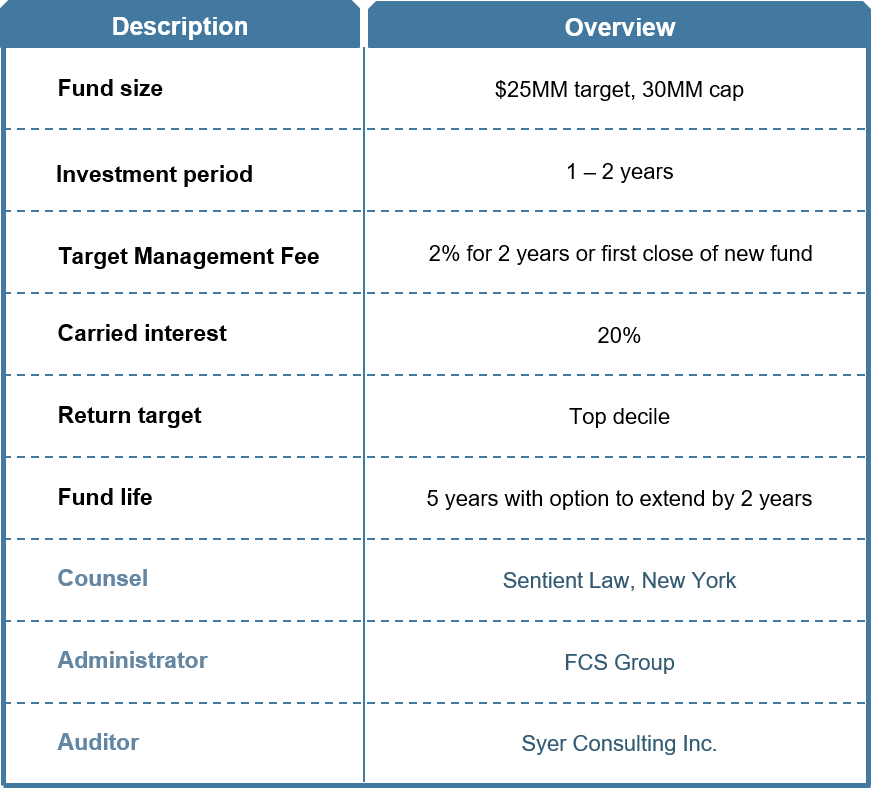 Description Overview
Fund size $25MM target, 30MM cap
Investment period 1 – 2 years
Target Management Fee 2% for 2 years or first close of new fund
Carried interest 20%
Return target Top decile
Fund life 5 years with option to extend by 2 years
Counsel Sentient Law, New York
Administrator FCS Group
Auditor Syer Consulting Inc.